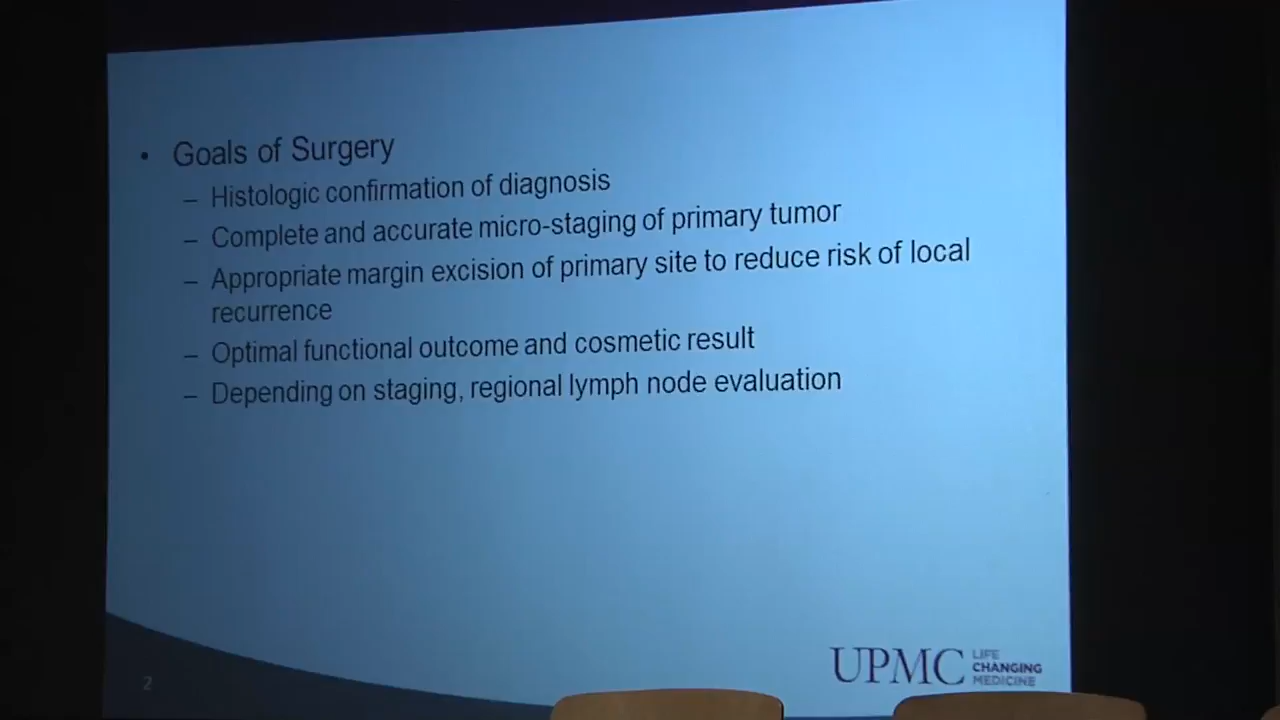 • Goals of Surgery
– Histologic confirmation of diagnosis
– Complete and accurate micro-staging of primary tumor
– Appropriate margin excision of primary site to reduce risk of local
recurrence
– Optimal functional outcome and cosmetic result
– Depending on staging, regional lymph node evaluation
2
UPMC
LIFE
CHANGING
MEDICINE